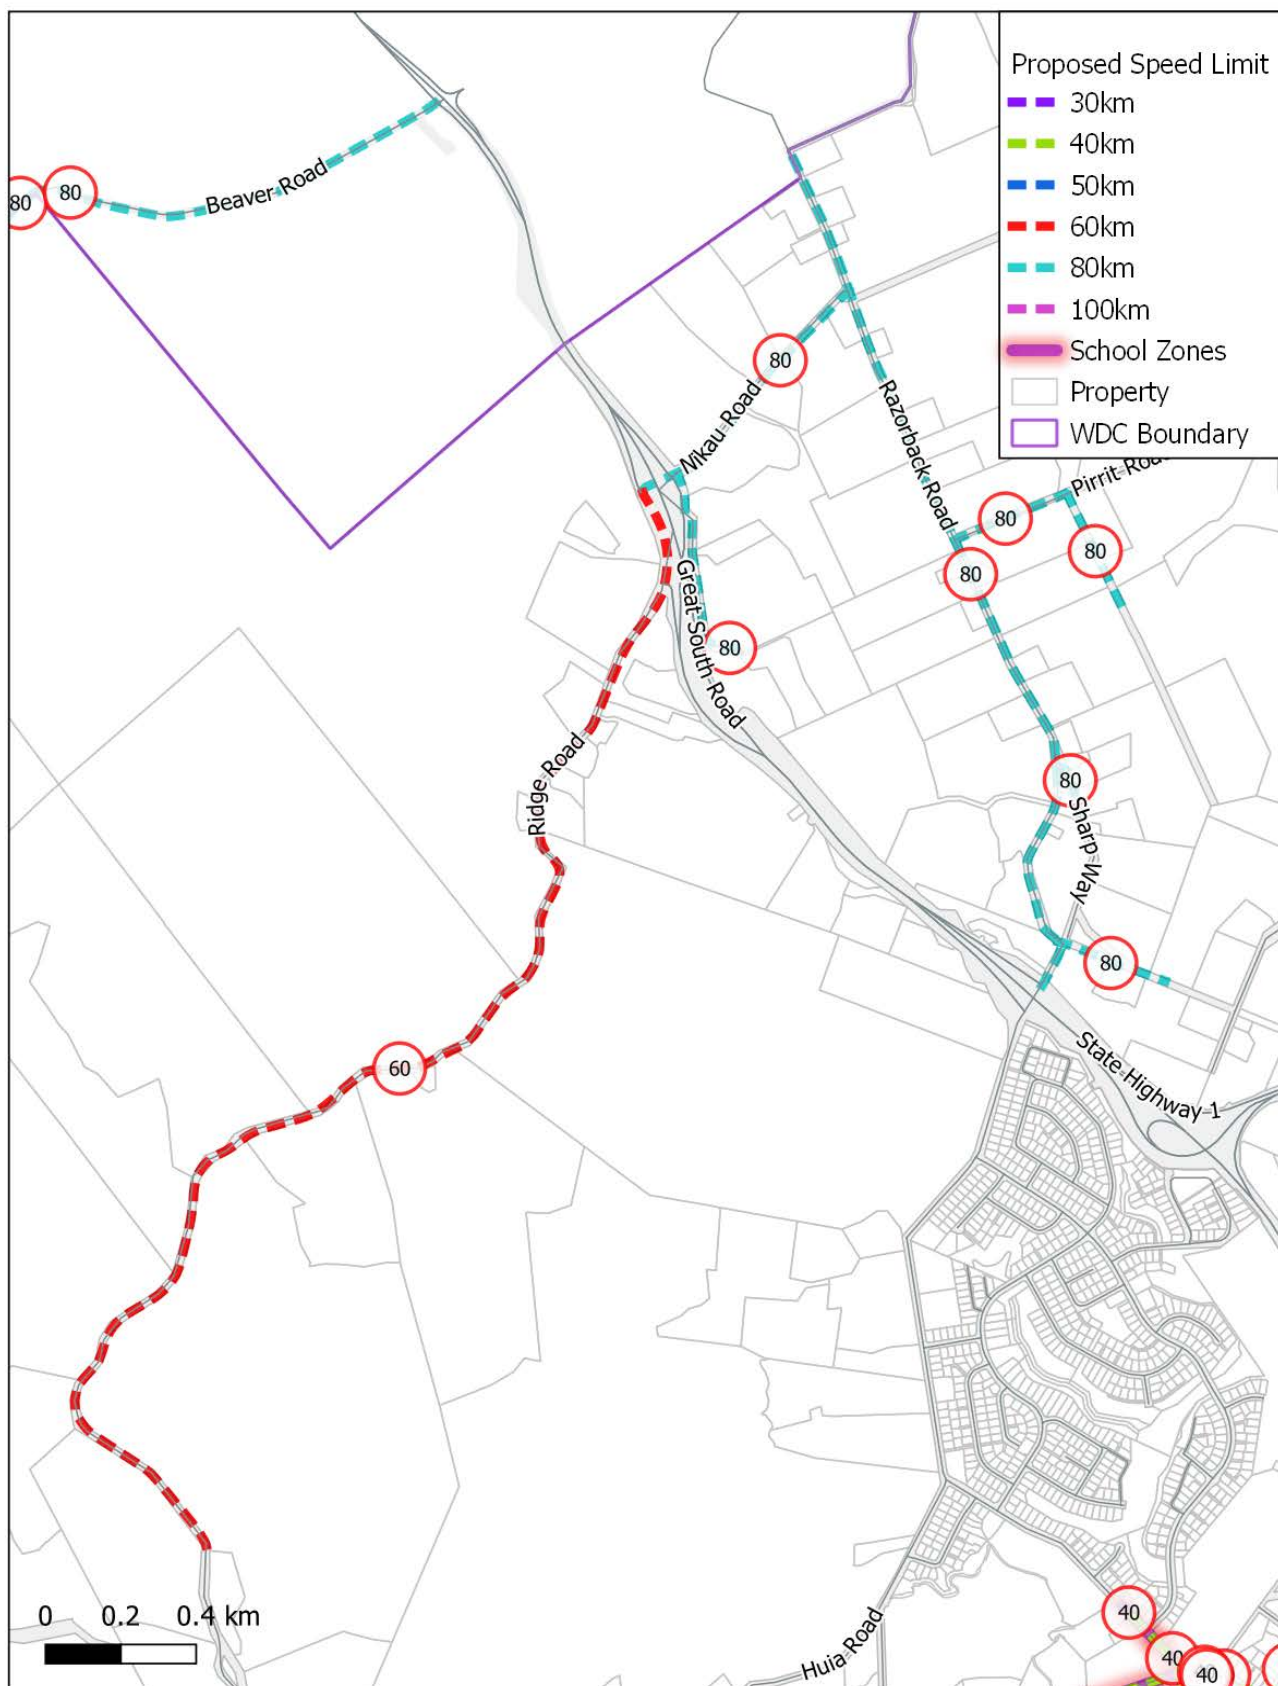 Proposed Speed Limit
30km
40km
50km
60km
80km
100km
School Zones
Property
WDC Boundary
80
80
Beaver Road
80
Nikau Road
Razorback Road
Pirrit
80
80
80
Great South Road
80
Ridge Road
80
Sharp Way
80
60
State Highway 1
0 0.2 0.4 km
Huia Road
40
40
40